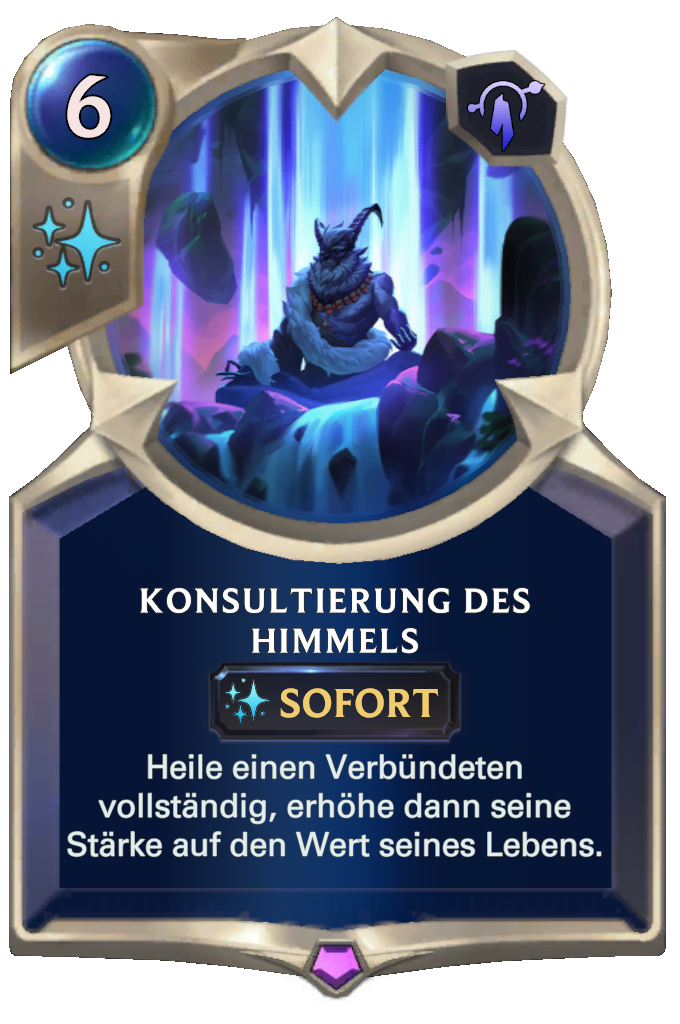 6
KONSULTIERUNG DES
HIMMELS
SOFORT
Heile einen Verbündeten
vollständig, erhöhe dann seine
Stärke auf den Wert seines Lebens.